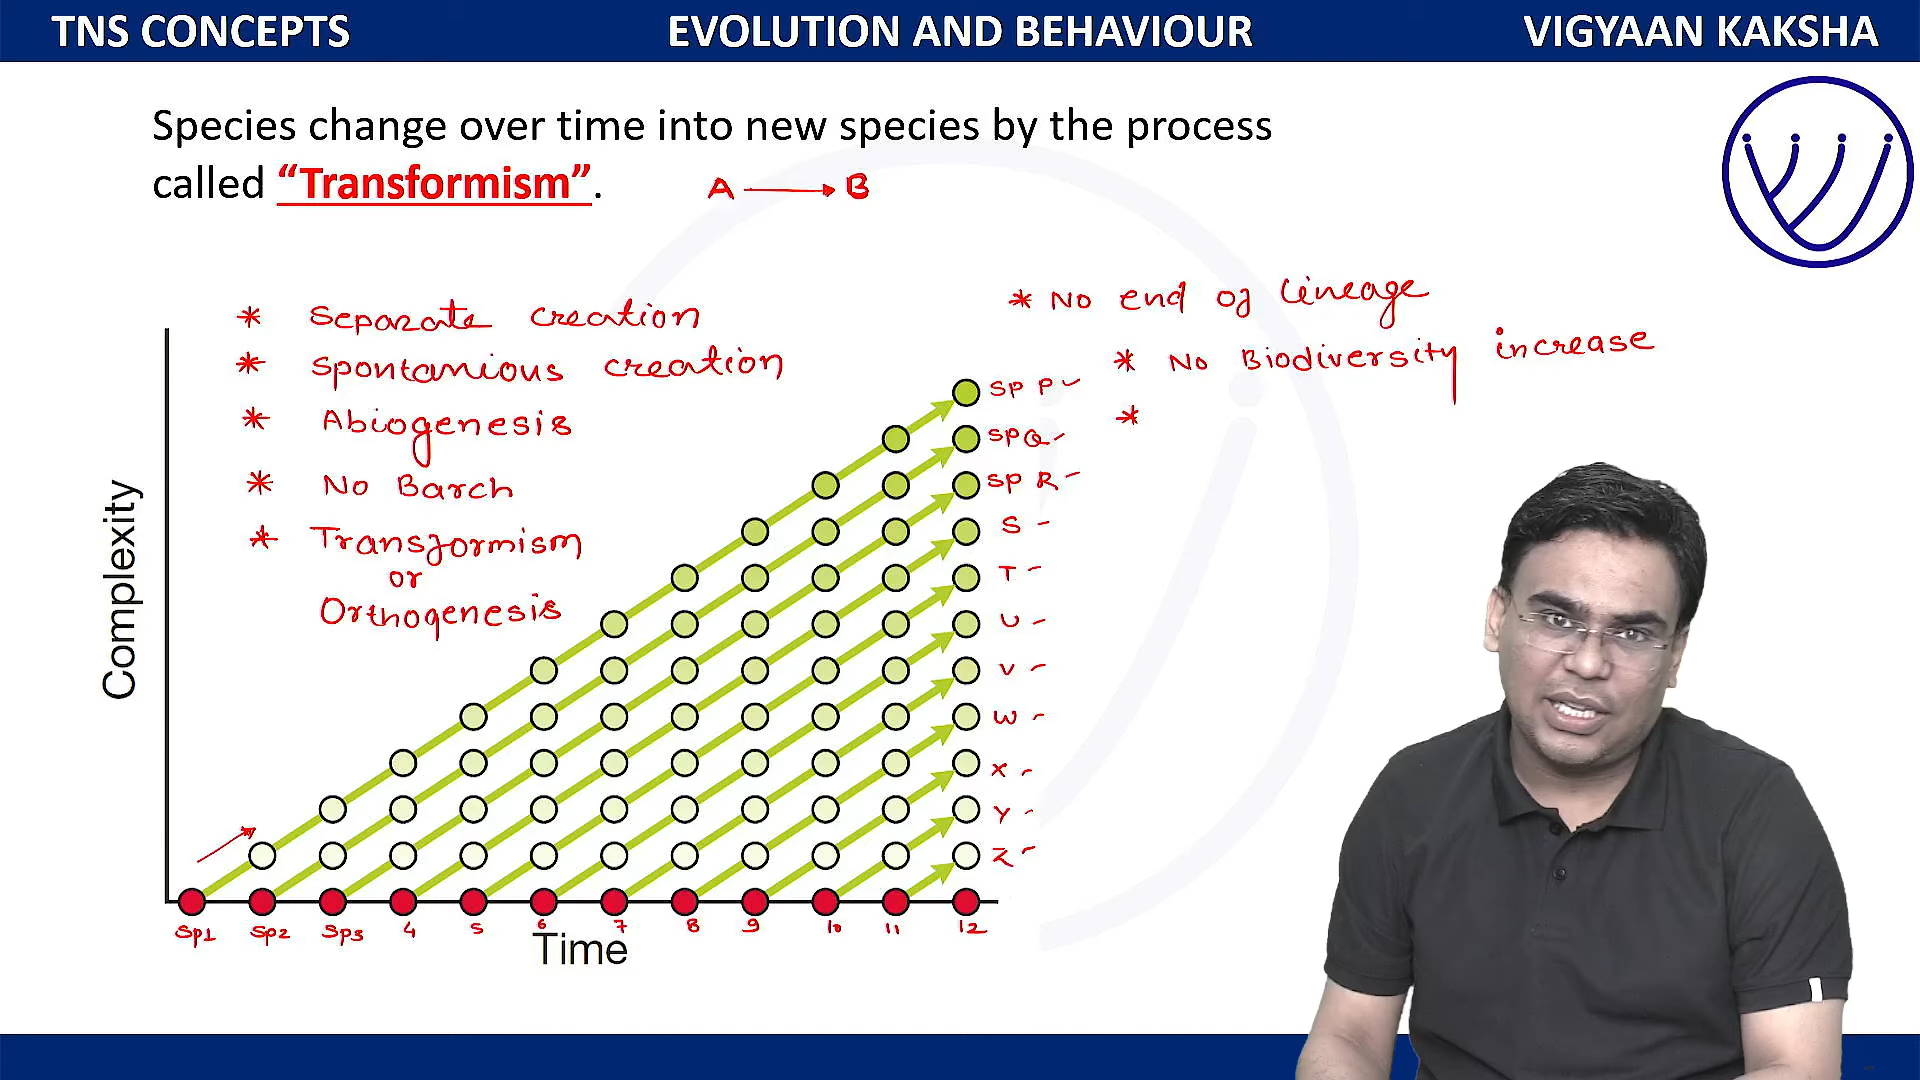 TNS CONCEPTS
EVOLUTION AND BEHAVIOUR
VIGYAAN KAKSHA
Species change over time into new species by the process
called “Transformism”.
A → B
* Separate creation
* Spontanious creation
* Abiogenesis
* No Barch
* Transformism
or
Orthogenesis
* No end of lineage
* No Biodiversity increase
*
SP P
SP Q
SP R
S
T
U
V
W
X
Y
Z
Complexity
Sp1 Sp2 Sp3 4 5 6 7 8 9 10 11 12
Time